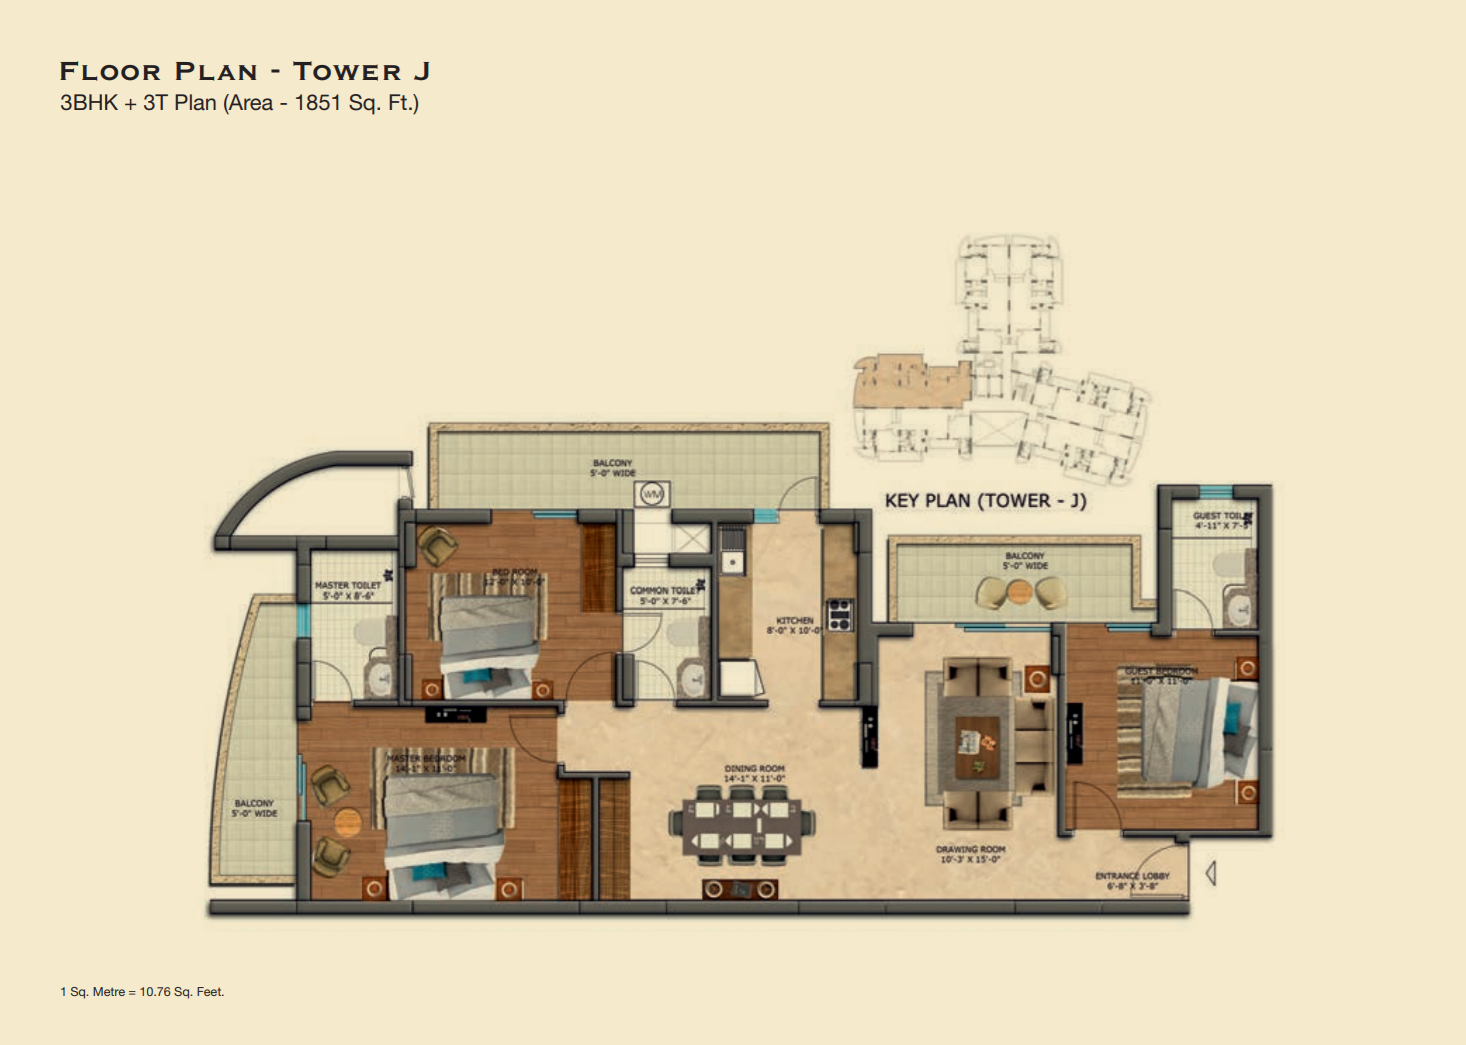 FLOOR PLAN - TOWER J
3BHK + 3T Plan (Area - 1851 Sq. Ft.)
KEY PLAN (TOWER - J)
BALCONY
5'-0" WIDE
WM
GUEST TOILET
4'-11" X 7'-5"
BALCONY
5'-0" WIDE
MASTER TOILET
5'-0" X 8'-6"
BED ROOM
12'-0" X 10'-6"
COMMON TOILET
5'-0" X 7'-6"
KITCHEN
8'-0" X 10'-0"
GUEST BEDROOM
11'-0" X 11'-0"
MASTER BEDROOM
14'-1" X 11'-0"
DINING ROOM
14'-1" X 11'-0"
BALCONY
5'-0" WIDE
DRAWING ROOM
10'-3' X 15'-0"
ENTRANCE LOBBY
6'-8" X 3'-8"
1 Sq. Metre = 10.76 Sq. Feet.